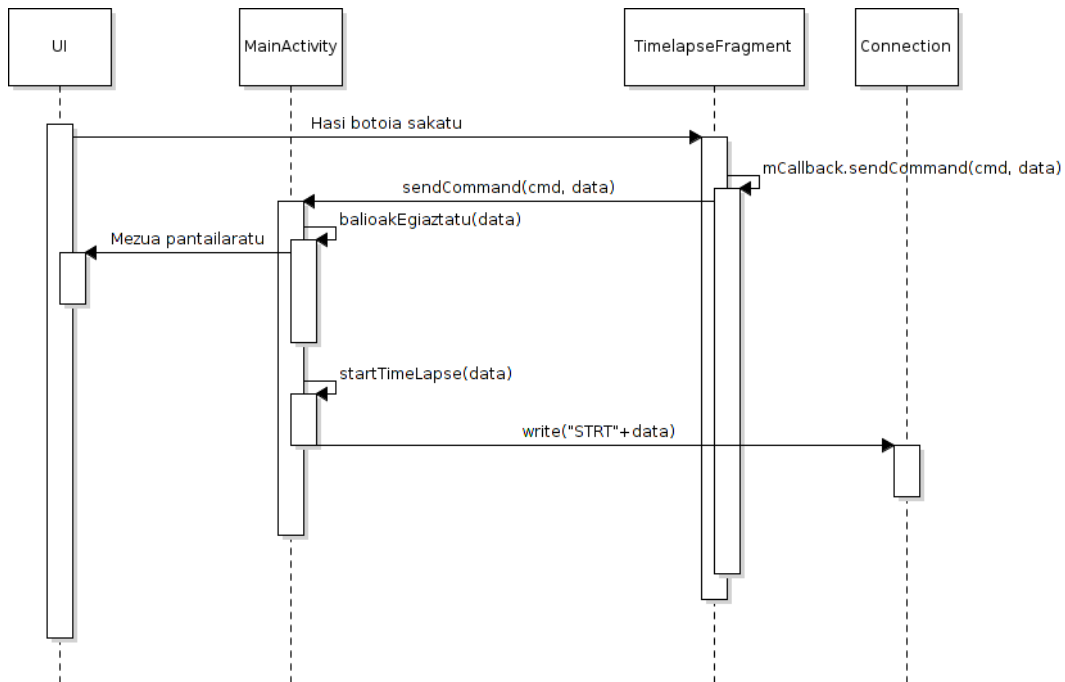 UI
MainActivity
TimelapseFragment
Connection
Hasi botoia sakatu
mCallback.sendCommand(cmd, data)
sendCommand(cmd, data)
balioakEgiaztatu(data)
Mezua pantailaratu
startTimeLapse(data)
write("STRT"+data)